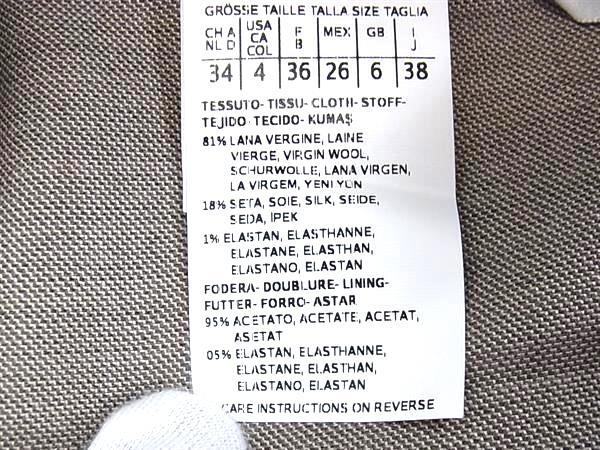 GRÖSSE TAILLE TALLA SIZE TAGLIA
CH A NL D USA CA COL F B MEX GB I J
34 4 36 26 6 38
TESSUTO- TISSU- CLOTH- STOFF-
TEJIDO- TECIDO- KUMAŞ
81% LANA VERGINE, LAINE
VIERGE, VIRGIN WOOL,
SCHURWOLLE, LANA VIRGEN,
LA VIRGEM, YENI YÜN
18% SETA, SOIE, SILK, SEIDE,
SEDA, IPEK
1% ELASTAN, ELASTHANNE,
ELASTANE, ELASTHAN,
ELASTANO, ELASTAN
FODERA- DOUBLURE- LINING-
FUTTER- FORRO- ASTAR
95% ACETATO, ACETATE, ACETAT,
ASETAT
05% ELASTAN, ELASTHANNE,
ELASTANE, ELASTHAN,
ELASTANO, ELASTAN
CARE INSTRUCTIONS ON REVERSE